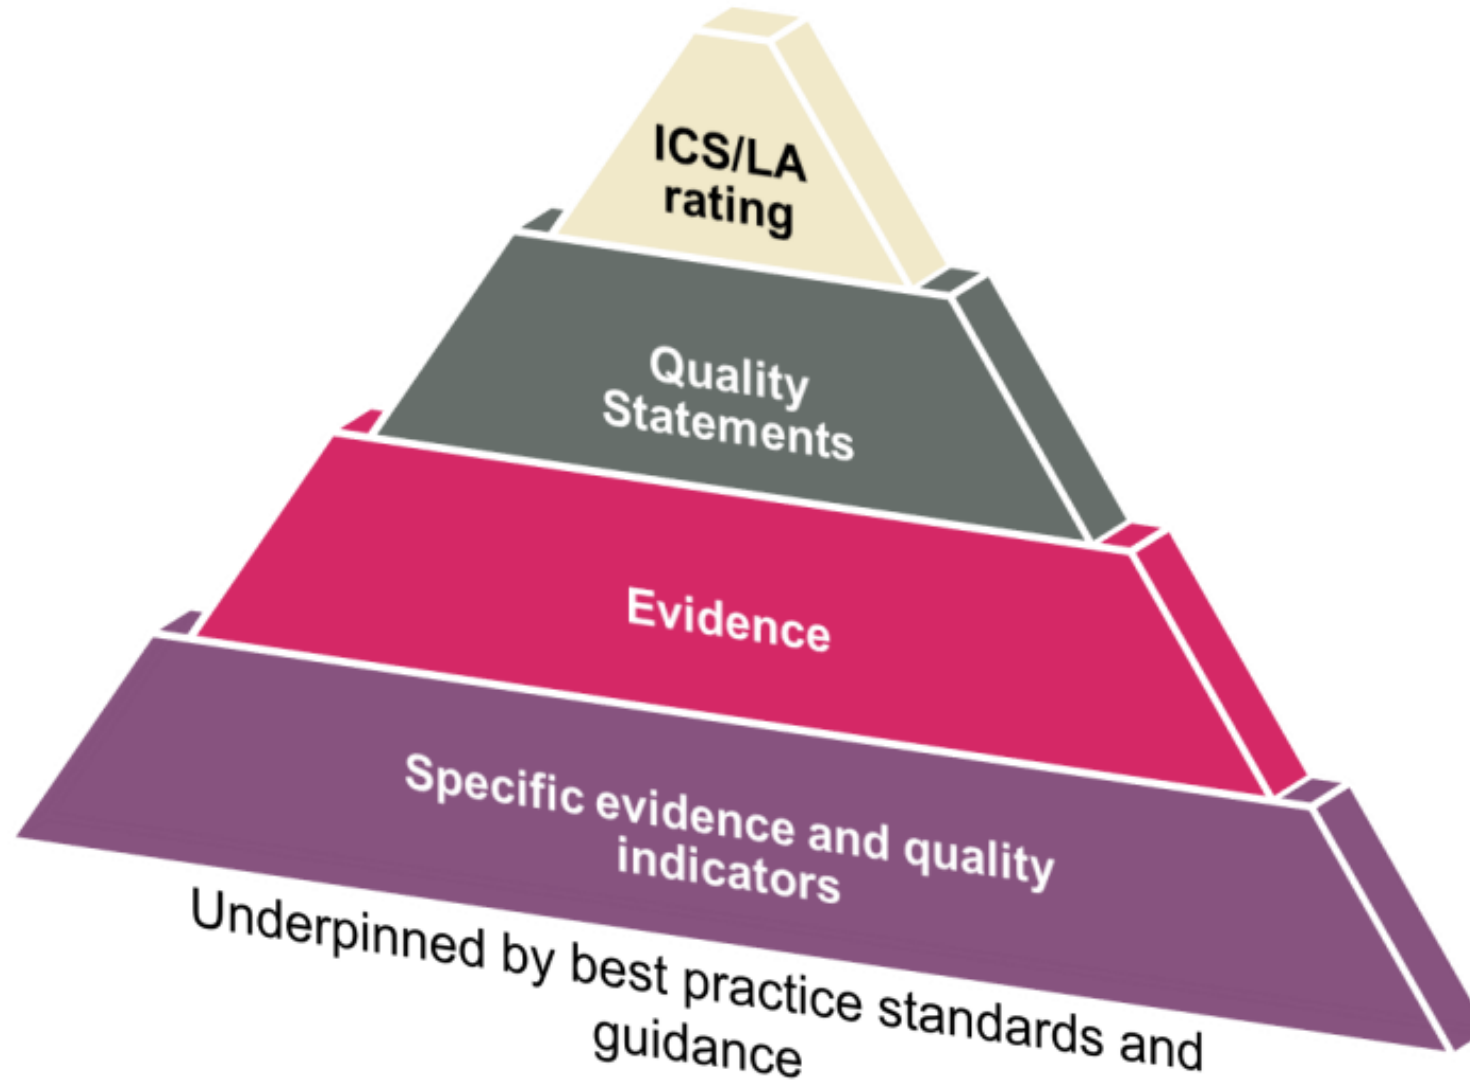 ICS/LA
rating
Quality
Statements
Evidence
Specific evidence and quality
indicators
Underpinned by best practice standards and
guidance